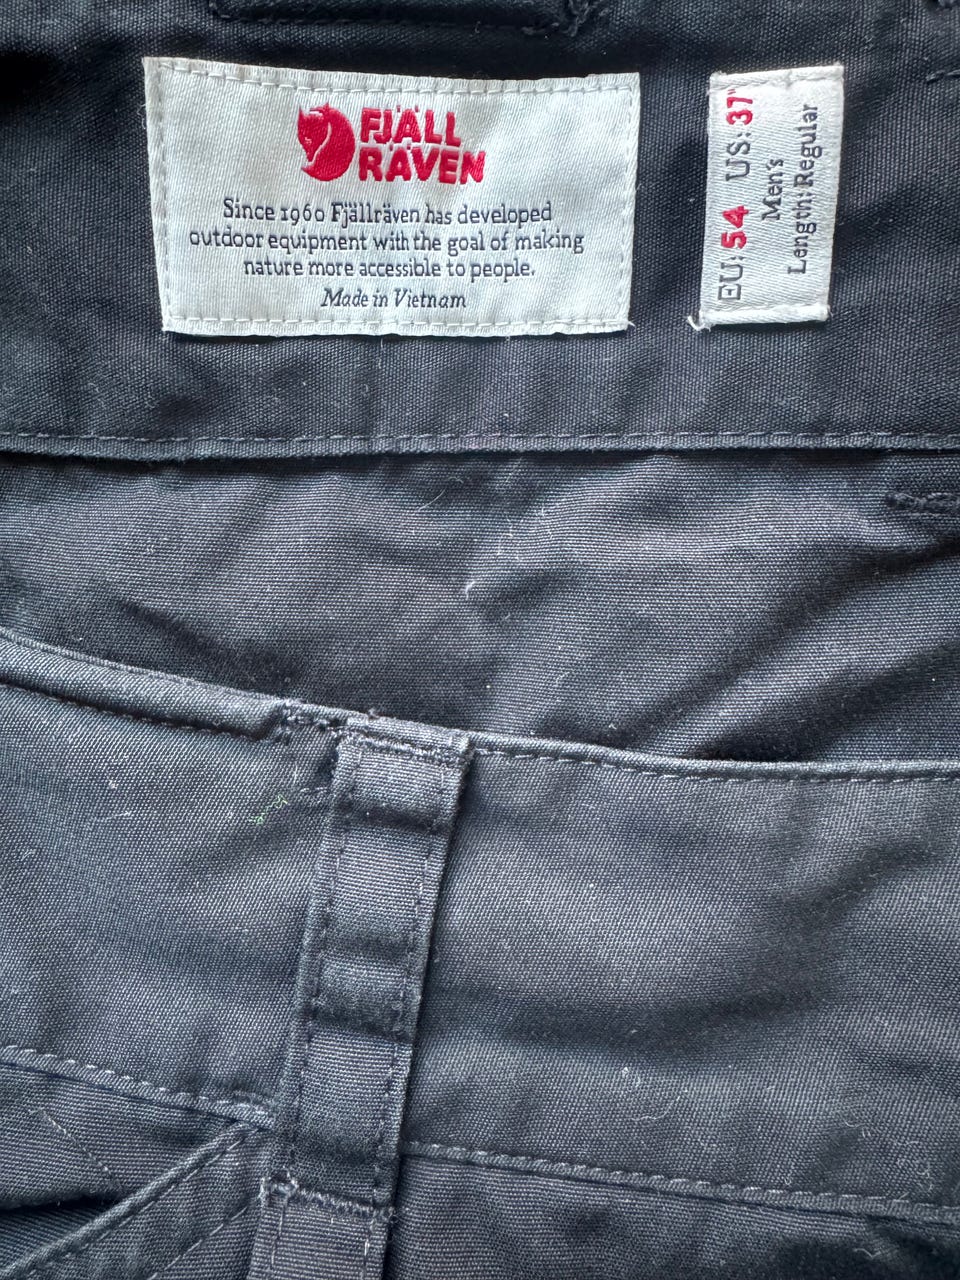 FJÄLL
RÄVEN
Since 1960 Fjällräven has developed
outdoor equipment with the goal of making
nature more accessible to people.
Made in Vietnam
EU: 54 US: 37"
Men's
Length: Regular